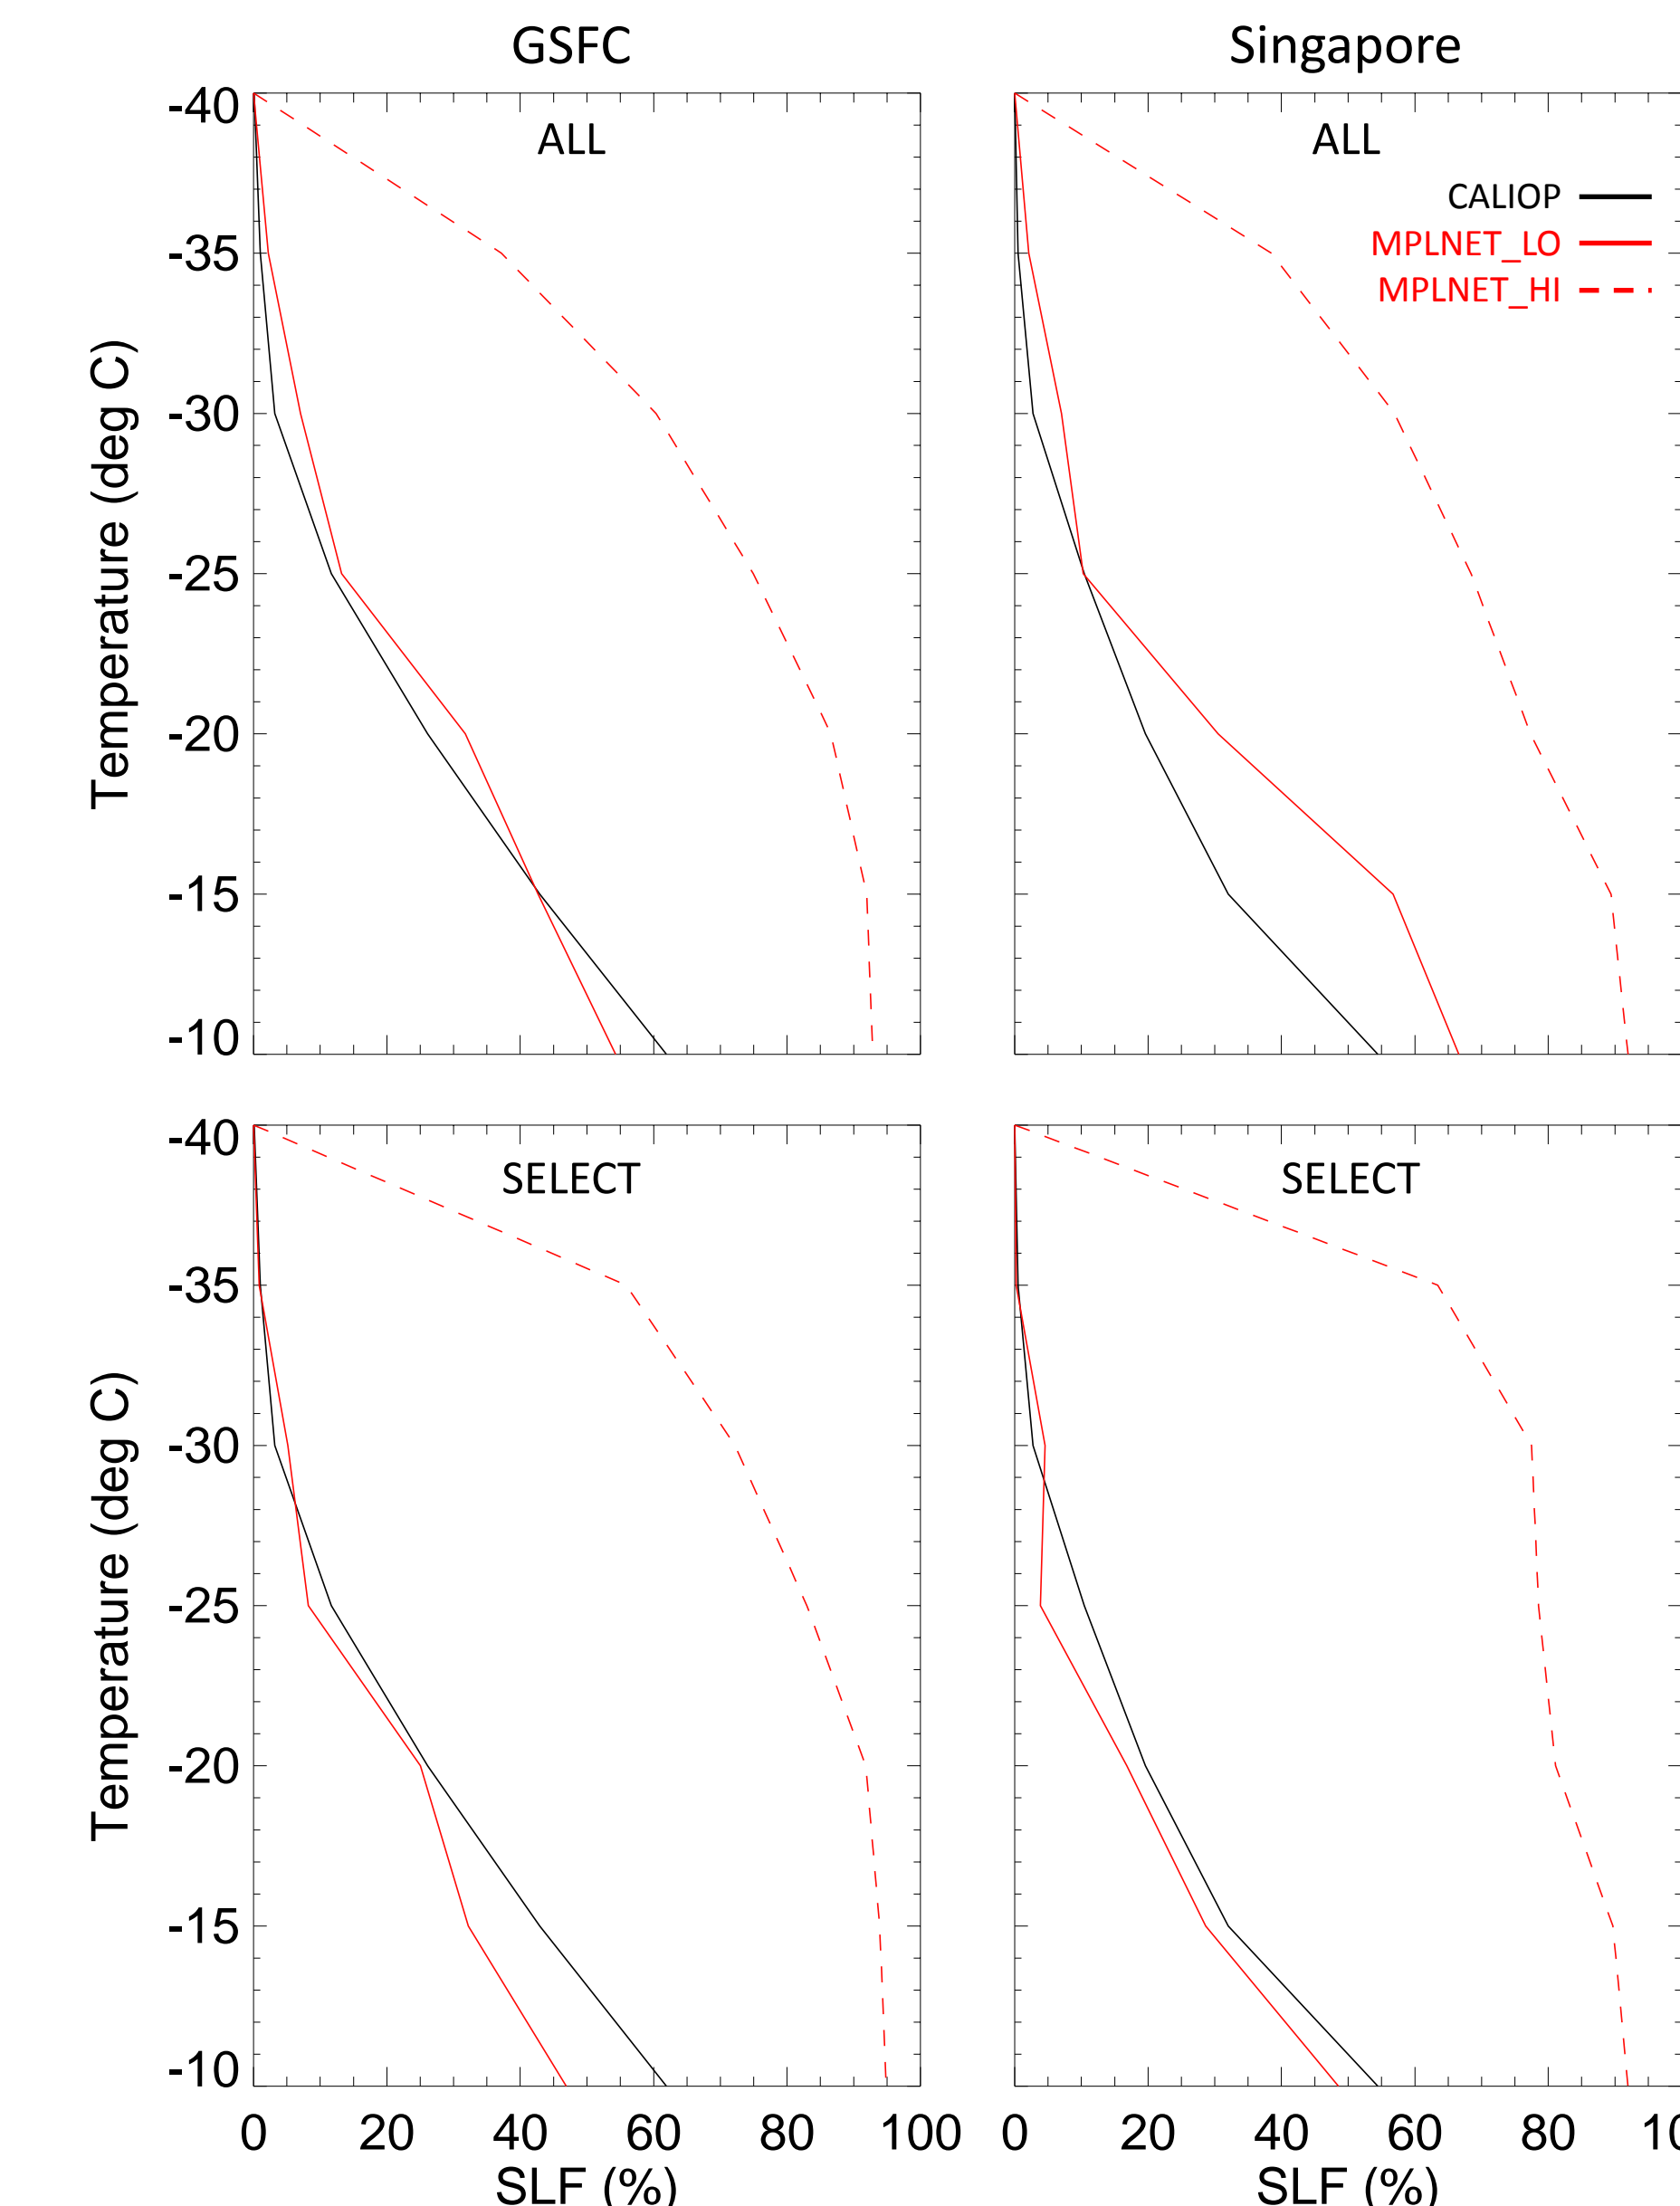 GSFC
Singapore
ALL
ALL
CALIOP
MPLNET_LO
MPLNET_HI
-40
-35
-30
-25
-20
-15
-10
Temperature (deg C)
SELECT
SELECT
-40
-35
-30
-25
-20
-15
-10
Temperature (deg C)
0 20 40 60 80 100
0 20 40 60 80 10
SLF (%)
SLF (%)